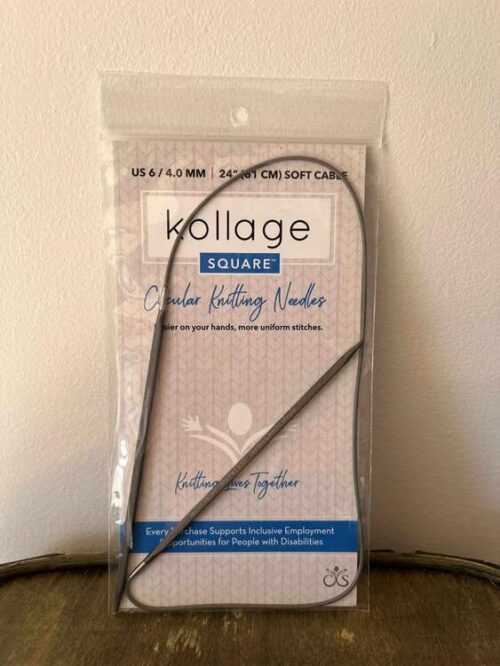 US 6 / 4.0 MM | 24" (61 CM) SOFT CABLE
kollage
SQUARE™
Circular Knitting Needles
on your hands, more uniform stitches.
Knitting Lives Together
Every Purchase Supports Inclusive Employment
Opportunities for People with Disabilities